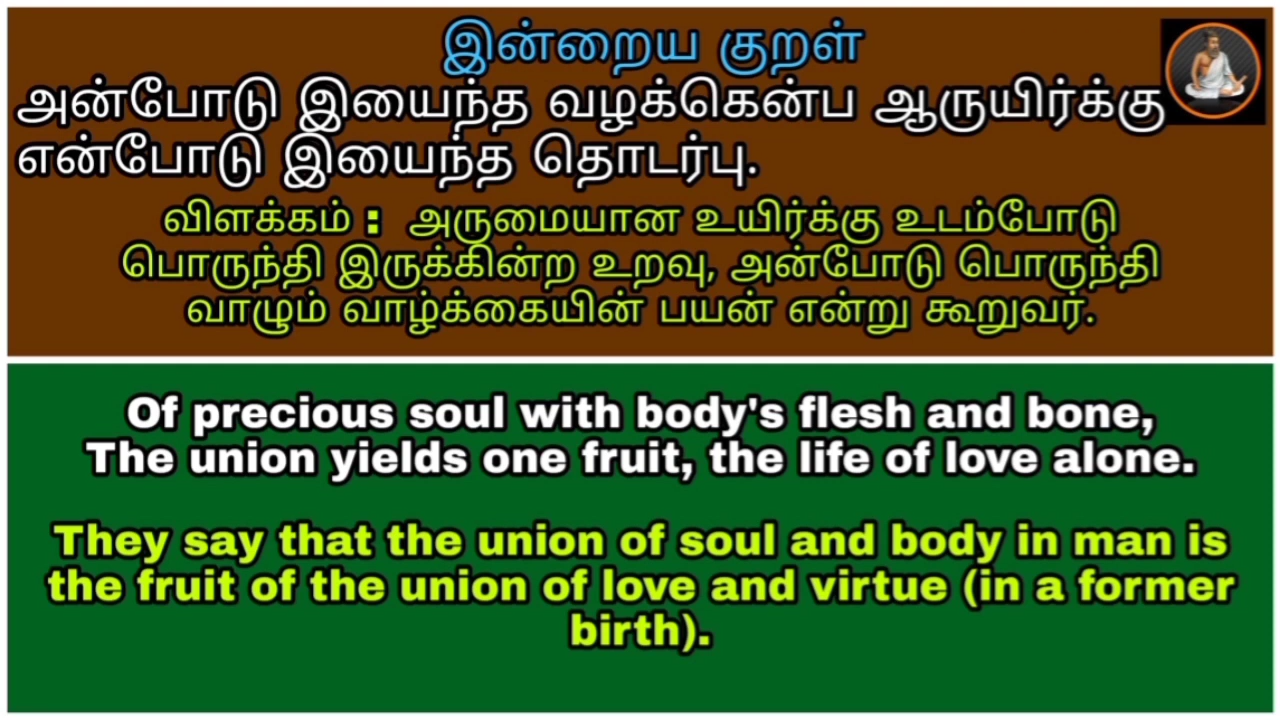 இன்றைய குறள்
அன்போடு இயைந்த வழக்கென்ப ஆருயிர்க்கு
என்போடு இயைந்த தொடர்பு.
விளக்கம் : அருமையான உயிர்க்கு உடம்போடு
பொருந்தி இருக்கின்ற உறவு, அன்போடு பொருந்தி
வாழும் வாழ்க்கையின் பயன் என்று கூறுவர்.
Of precious soul with body's flesh and bone,
The union yields one fruit, the life of love alone.
They say that the union of soul and body in man is
the fruit of the union of love and virtue (in a former
birth).